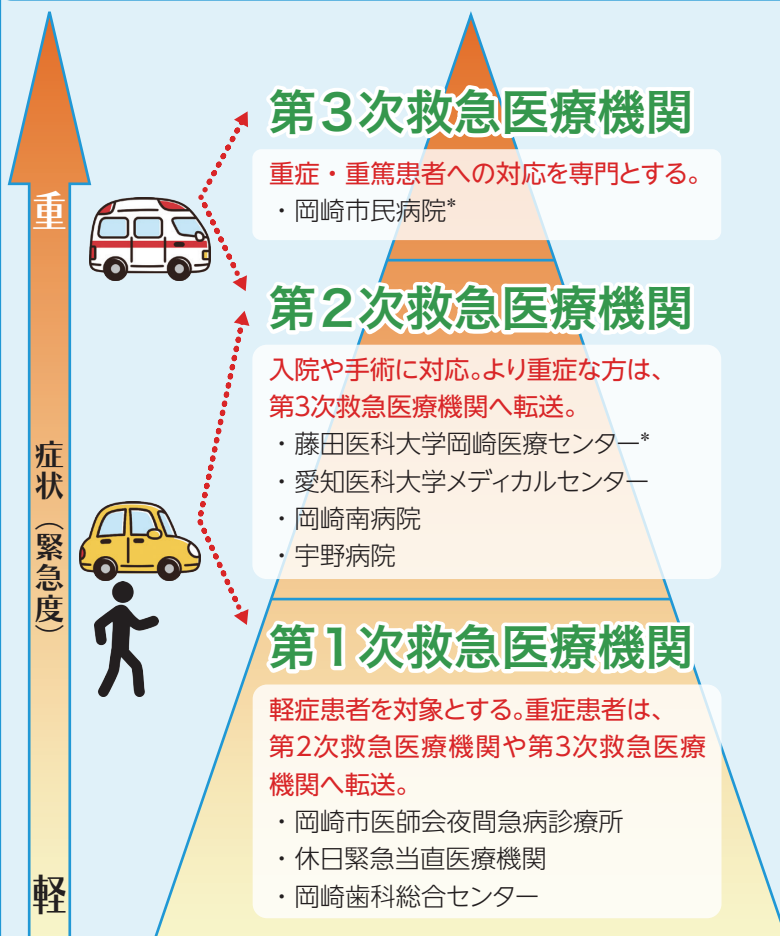 重
症状（緊急度）
軽
第3次救急医療機関
重症・重篤患者への対応を専門とする。
・岡崎市民病院*
第2次救急医療機関
入院や手術に対応。より重症な方は、
第3次救急医療機関へ転送。
・藤田医科大学岡崎医療センター*
・愛知医科大学メディカルセンター
・岡崎南病院
・宇野病院
第1次救急医療機関
軽症患者を対象とする。重症患者は、
第2次救急医療機関や第3次救急医療
機関へ転送。
・岡崎市医師会夜間急病診療所
・休日緊急当直医療機関
・岡崎歯科総合センター